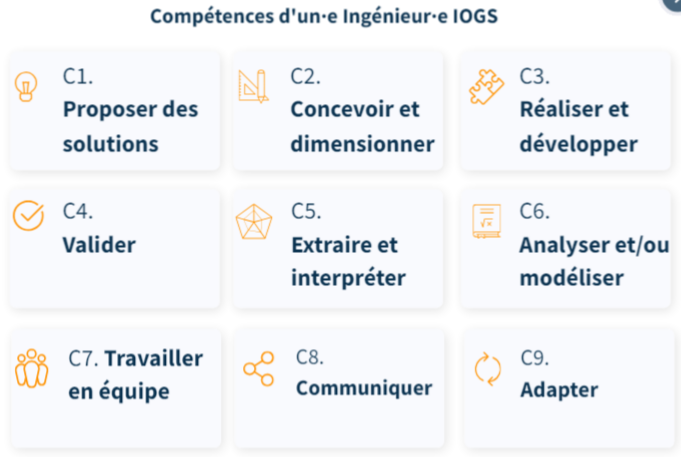 Compétences d'un·e Ingénieur·e IOGS
C1.
Proposer des
solutions
C2.
Concevoir et
dimensionner
C3.
Réaliser et
développer
C4.
Valider
C5.
Extraire et
interpréter
C6.
Analyser et/ou
modéliser
C7. Travailler
en équipe
C8.
Communiquer
C9.
Adapter